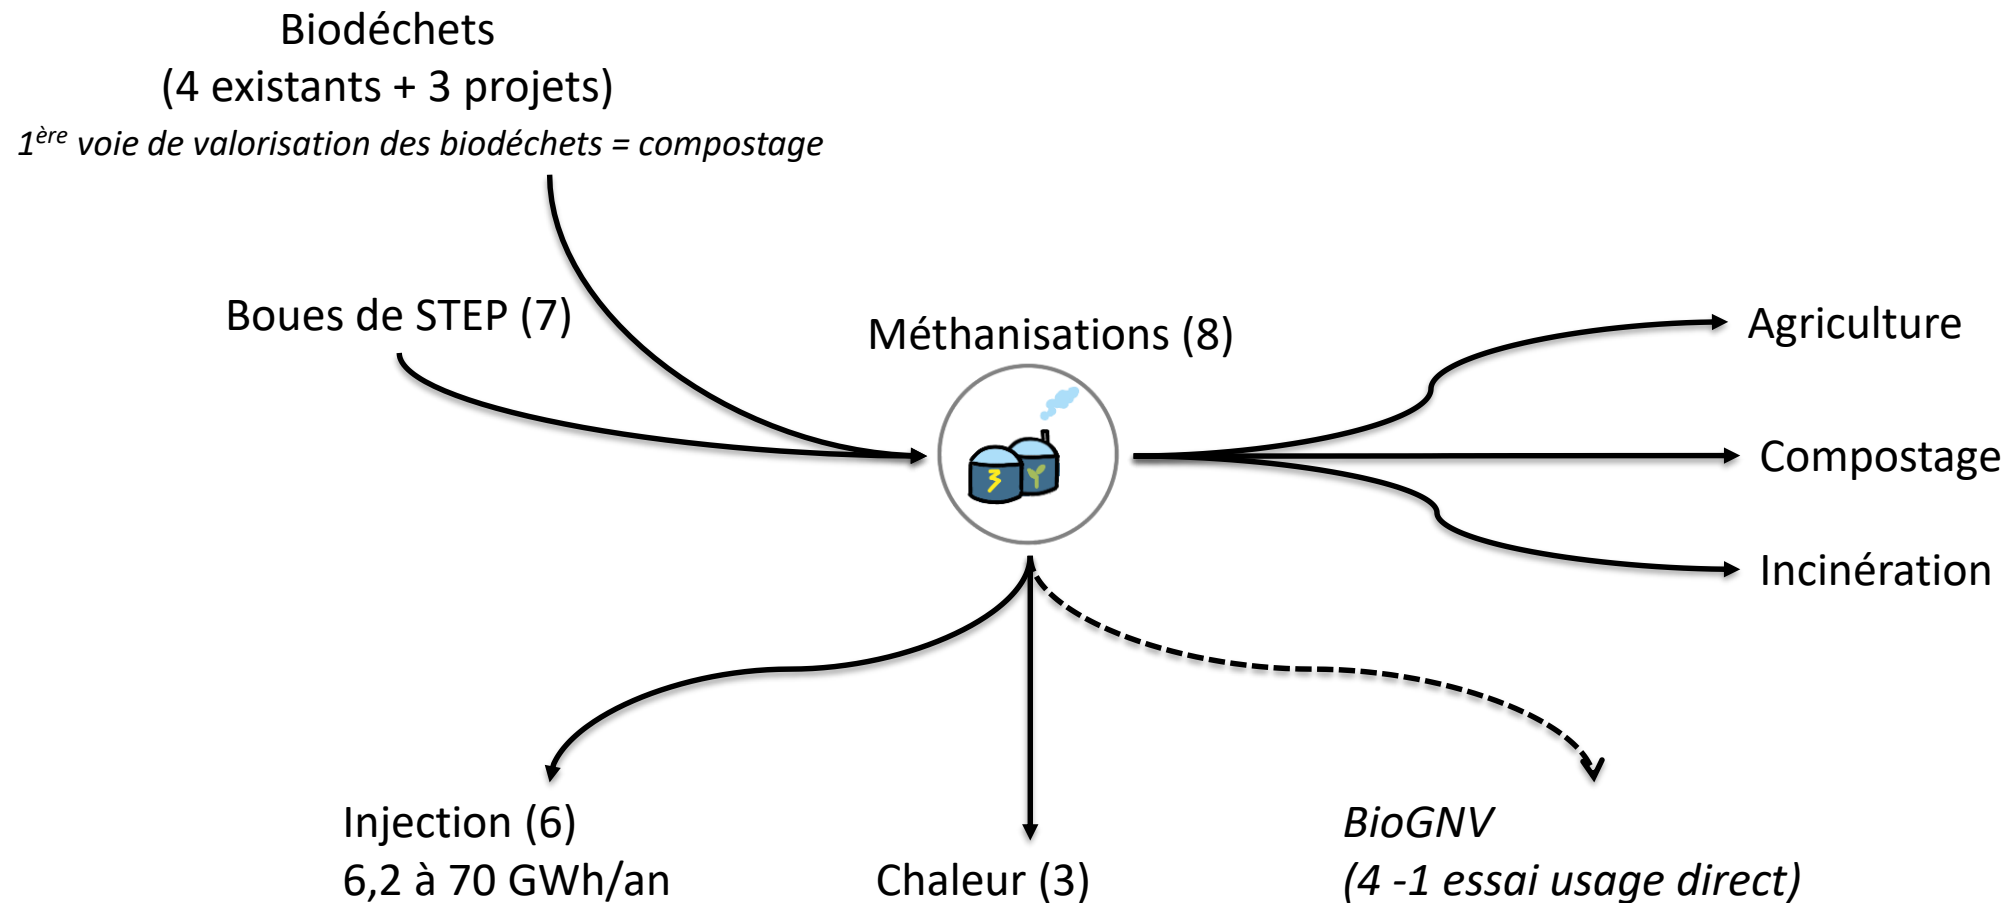 Biodéchets
(4 existants + 3 projets)
1ère voie de valorisation des biodéchets = compostage
Boues de STEP (7)
Méthanisations (8)
Agriculture
Compostage
Incinération
Injection (6)
6,2 à 70 GWh/an
Chaleur (3)
BioGNV
(4 -1 essai usage direct)